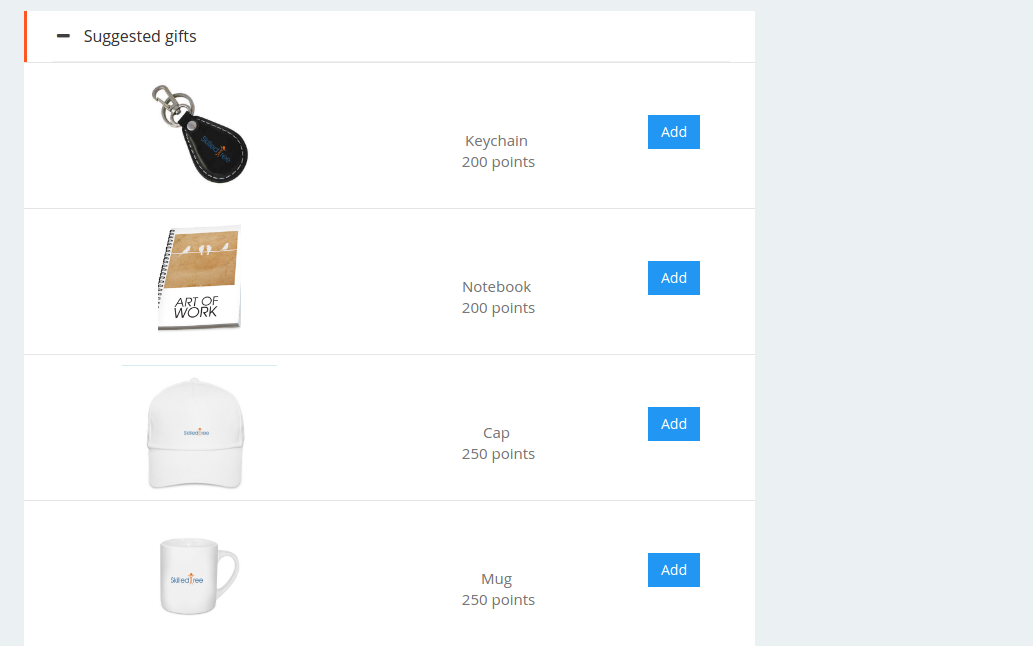 Suggested gifts
SkilledTree
Keychain
200 points
Add
ART OF
WORK
Notebook
200 points
Add
SkilledTree
Cap
250 points
Add
SkilledTree
Mug
250 points
Add